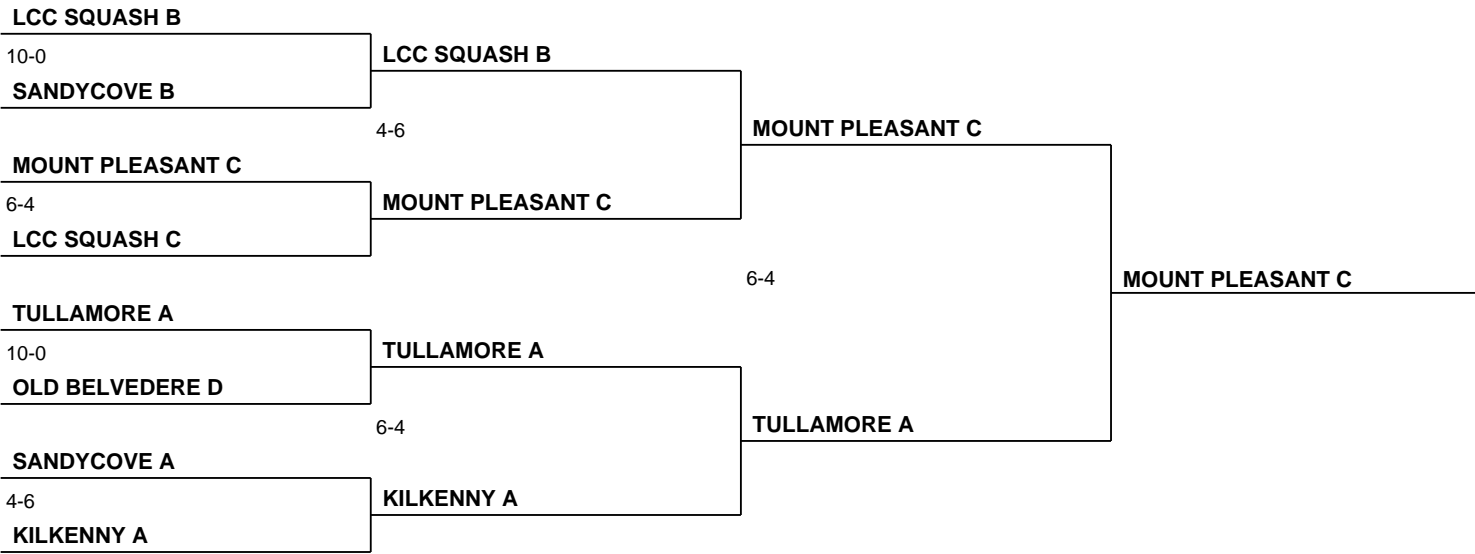 LCC SQUASH B
10-0
LCC SQUASH B
SANDYCOVE B
4-6
MOUNT PLEASANT C
MOUNT PLEASANT C
6-4
MOUNT PLEASANT C
LCC SQUASH C
6-4
MOUNT PLEASANT C
TULLAMORE A
10-0
TULLAMORE A
OLD BELVEDERE D
6-4
TULLAMORE A
SANDYCOVE A
4-6
KILKENNY A
KILKENNY A